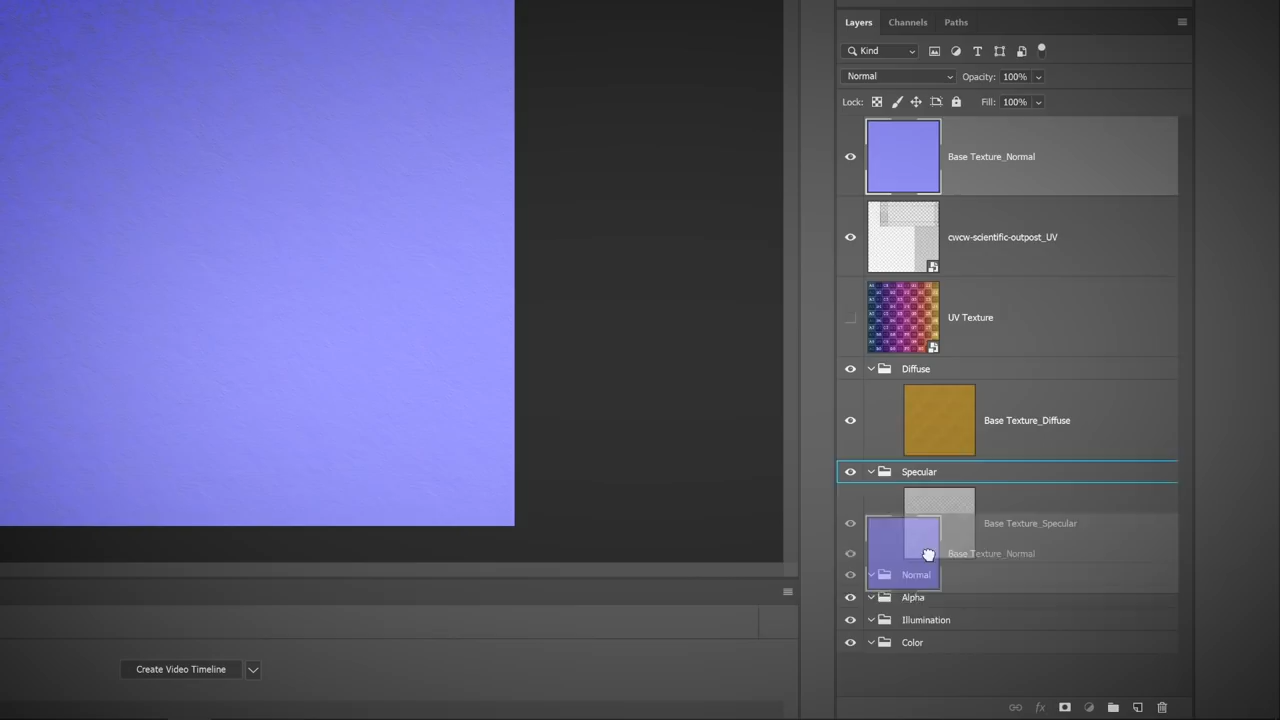 Layers Channels Paths
Kind
Normal Opacity: 100%
Lock: Fill: 100%
Base Texture_Normal
cwcw-scientific-outpost_UV
UV Texture
Diffuse
Base Texture_Diffuse
Specular
Base Texture_Specular
Base Texture_Normal
Normal
Alpha
Illumination
Color
Create Video Timeline
fx